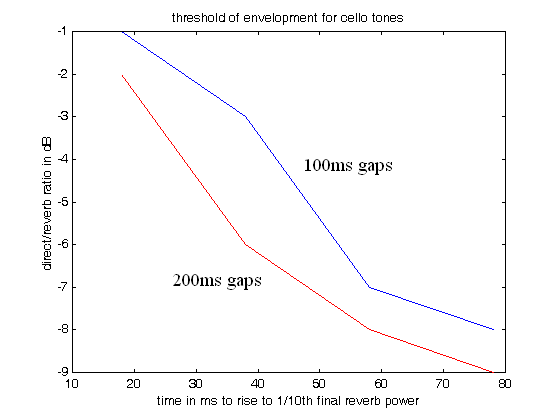 threshold of envelopment for cello tones
-1
-2
-3
-4
-5
-6
-7
-8
-9
direct/reverb ratio in dB
100ms gaps
200ms gaps
10 20 30 40 50 60 70 80
time in ms to rise to 1/10th final reverb power